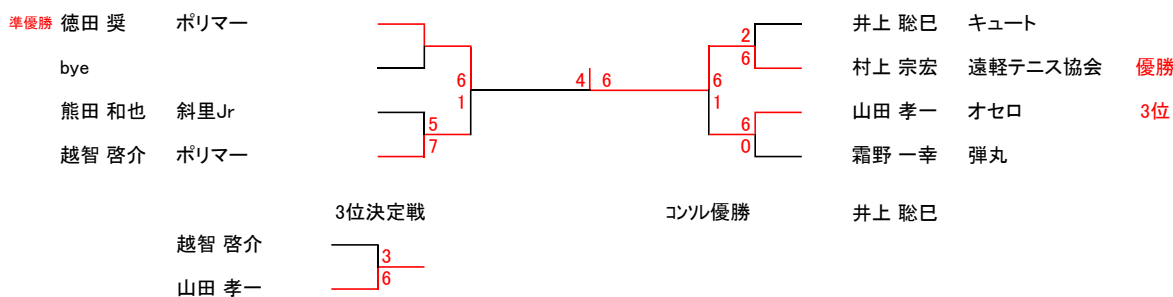 準優勝 徳田 奨 ポリマー
bye
熊田 和也 斜里Jr
越智 啓介 ポリマー
6
1
5
7
4 6
2
6
6
1
6
0
井上 聡巳 キュート
村上 宗宏 遠軽テニス協会 優勝
山田 孝一 オセロ 3位
霜野 一幸 弾丸
3位決定戦
コンソル優勝 井上 聡巳
越智 啓介
山田 孝一
3
6